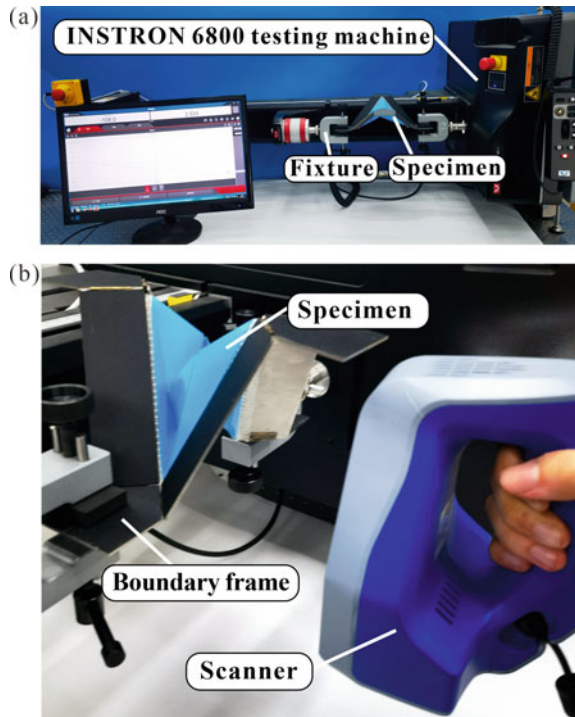 (a)
INSTRON 6800 testing machine
Fixture
Specimen
AOC
(b)
Specimen
Boundary frame
Scanner